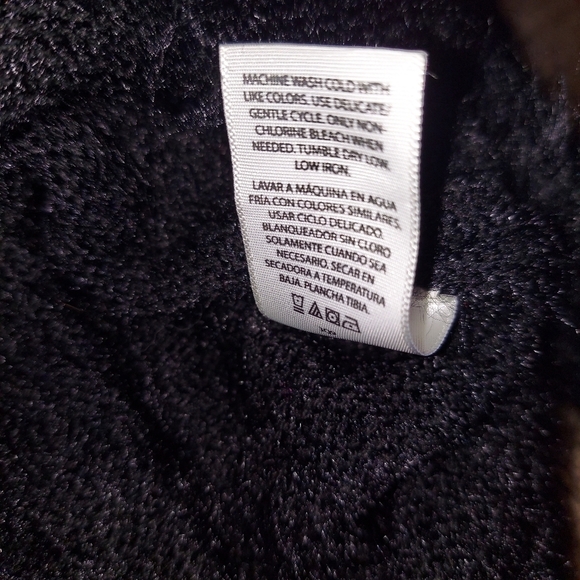 MACHINE WASH COLD WITH
LIKE COLORS. USE DELICATE
GENTLE CYCLE. ONLY NON-
CHLORINE BLEACH WHEN
NEEDED. TUMBLE DRY LOW.
LOW IRON.
LAVAR A MÁQUINA EN AGUA
FRÍA CON COLORES SIMILARES.
USAR CICLO DELICADO.
BLANQUEADOR SIN CLORO
SOLAMENTE CUANDO SEA
NECESARIO. SECAR EN
SECADORA A TEMPERATURA
BAJA. PLANCHA TIBIA.